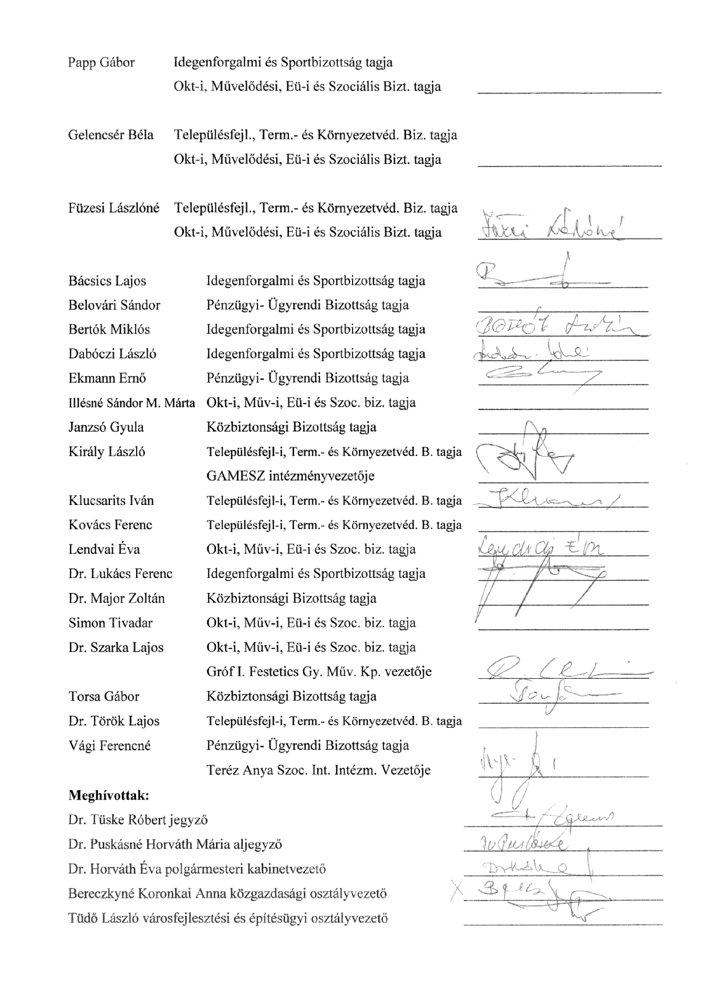 Papp Gábor Idegenforgalmi és Sportbizottság tagja
Okt-i, Művelődési, Eü-i és Szociális Bizt. tagja
Gelencsér Béla Településfejl., Term.- és Környezetvéd. Biz. tagja
Okt-i, Művelődési, Eü-i és Szociális Bizt. tagja
Füzesi Lászlóné Településfejl., Term.- és Környezetvéd. Biz. tagja
Okt-i, Művelődési, Eü-i és Szociális Bizt. tagja
Bácsics Lajos Idegenforgalmi és Sportbizottság tagja
Belovári Sándor Pénzügyi- Ügyrendi Bizottság tagja
Bertók Miklós Idegenforgalmi és Sportbizottság tagja
Dabóczi László Idegenforgalmi és Sportbizottság tagja
Ekmann Ernő Pénzügyi- Ügyrendi Bizottság tagja
Illésné Sándor M. Márta Okt-i, Műv-i, Eü-i és Szoc. biz. tagja
Janzsó Gyula Közbiztonsági Bizottság tagja
Király László Településfejl-i, Term.- és Környezetvéd. B. tagja
GAMESZ intézményvezetője
Klucsarits Iván Településfejl-i, Term.- és Környezetvéd. B. tagja
Kovács Ferenc Településfejl-i, Term.- és Környezetvéd. B. tagja
Lendvai Éva Okt-i, Műv-i, Eü-i és Szoc. biz. tagja
Dr. Lukács Ferenc Idegenforgalmi és Sportbizottság tagja
Dr. Major Zoltán Közbiztonsági Bizottság tagja
Simon Tivadar Okt-i, Műv-i, Eü-i és Szoc. biz. tagja
Dr. Szarka Lajos Okt-i, Műv-i, Eü-i és Szoc. biz. tagja
Gróf I. Festetics Gy. Műv. Kp. vezetője
Torsa Gábor Közbiztonsági Bizottság tagja
Dr. Török Lajos Településfejl-i, Term.- és Környezetvéd. B. tagja
Vági Ferencné Pénzügyi- Ügyrendi Bizottság tagja
Teréz Anya Szoc. Int. Intézm. Vezetője
Meghívottak:
Dr. Tüske Róbert jegyző
Dr. Puskásné Horváth Mária aljegyző
Dr. Horváth Éva polgármesteri kabinetvezető
Bereczkyné Koronkai Anna közgazdasági osztályvezető X
Tüdő László városfejlesztési és építésügyi osztályvezető